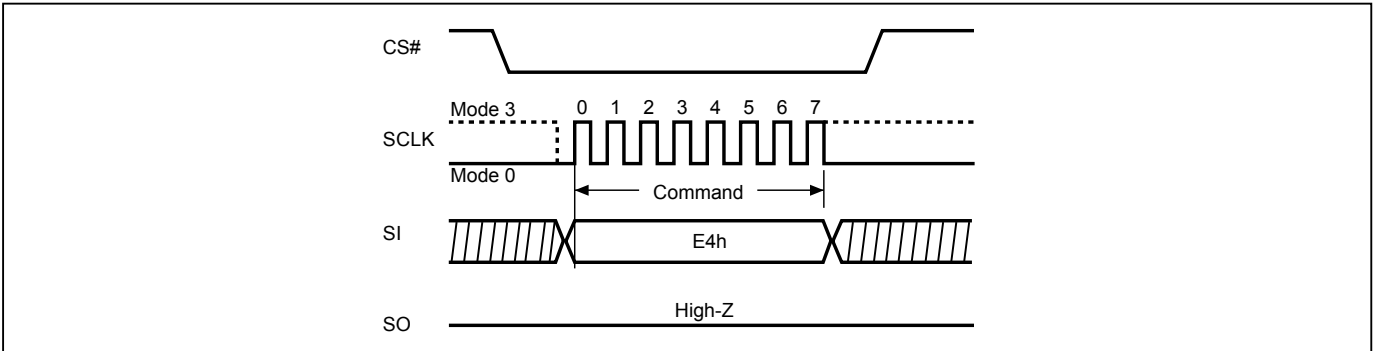 CS#
Mode 3
0 1 2 3 4 5 6 7
SCLK
Mode 0
Command
SI
E4h
High-Z
SO